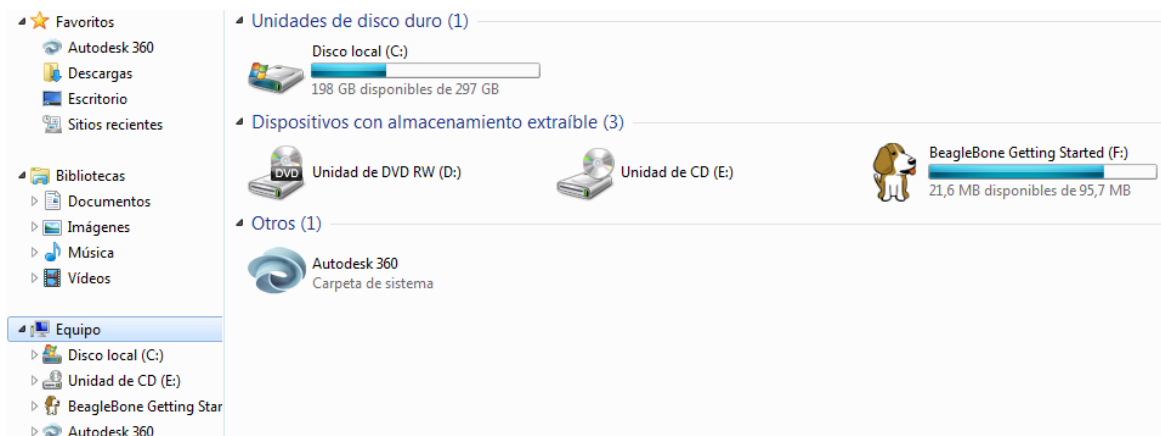 Favoritos
Autodesk 360
Descargas
Escritorio
Sitios recientes
Bibliotecas
Documentos
Imágenes
Música
Vídeos
Equipo
Disco local (C:)
Unidad de CD (E:)
BeagleBone Getting Star
Autodesk 360
Unidades de disco duro (1)
Disco local (C:)
198 GB disponibles de 297 GB
Dispositivos con almacenamiento extraíble (3)
DVD
Unidad de DVD RW (D:)
Unidad de CD (E:)
BeagleBone Getting Started (F:)
21,6 MB disponibles de 95,7 MB
Otros (1)
Autodesk 360
Carpeta de sistema